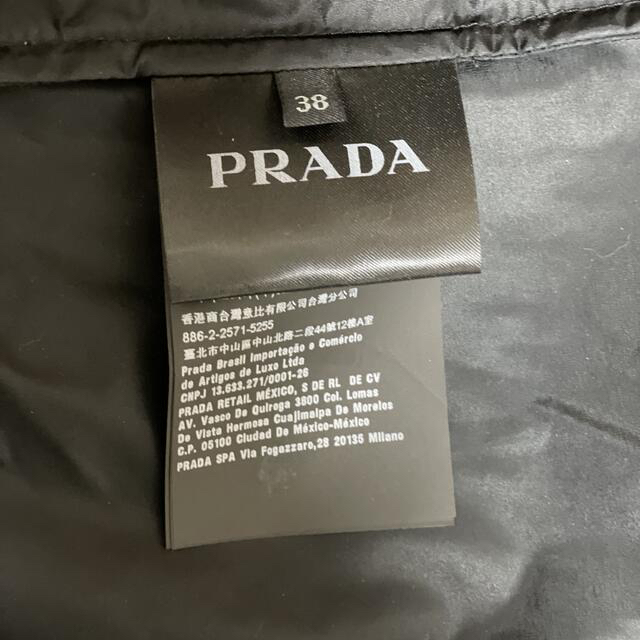 38
PRADA
香港商台灣意比有限公司台灣分公司
886-2-2571-5255
臺北市中山區中山北路二段44號12樓A室
Prada Brasil Importação e Comércio
de Artigos de Luxo Ltda
CNPJ 13.633.271/0001-26
PRADA RETAIL MÉXICO, S DE RL DE CV
AV. Vasco De Quiroga 3800 Col. Lomas
De Vista Hermosa Cuajimalpa De Morelos
C.P. 05100 Ciudad De México-México
PRADA SPA Via Fogazzaro,28 20135 Milano